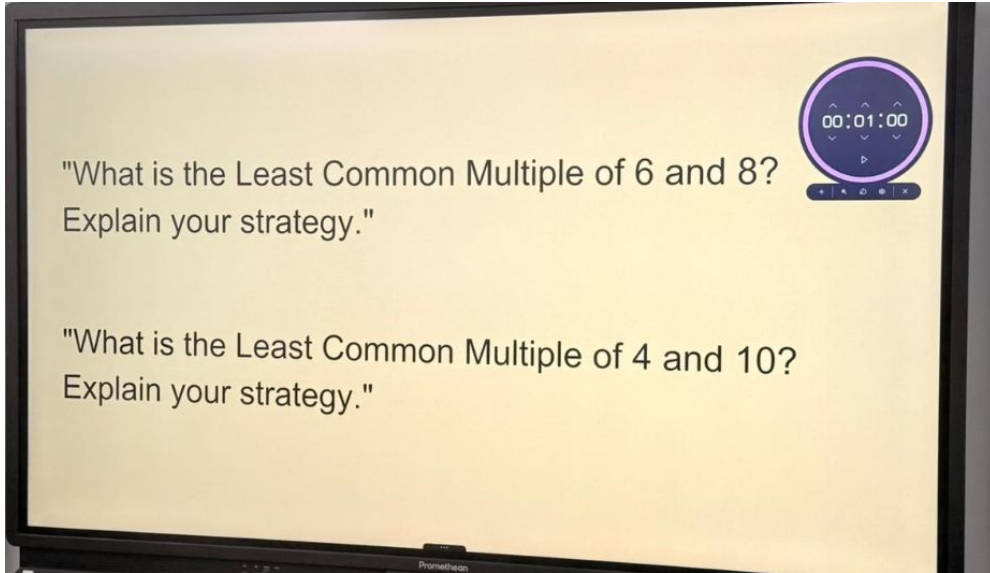 00:01:00
"What is the Least Common Multiple of 6 and 8?
Explain your strategy."
"What is the Least Common Multiple of 4 and 10?
Explain your strategy."
Promethean